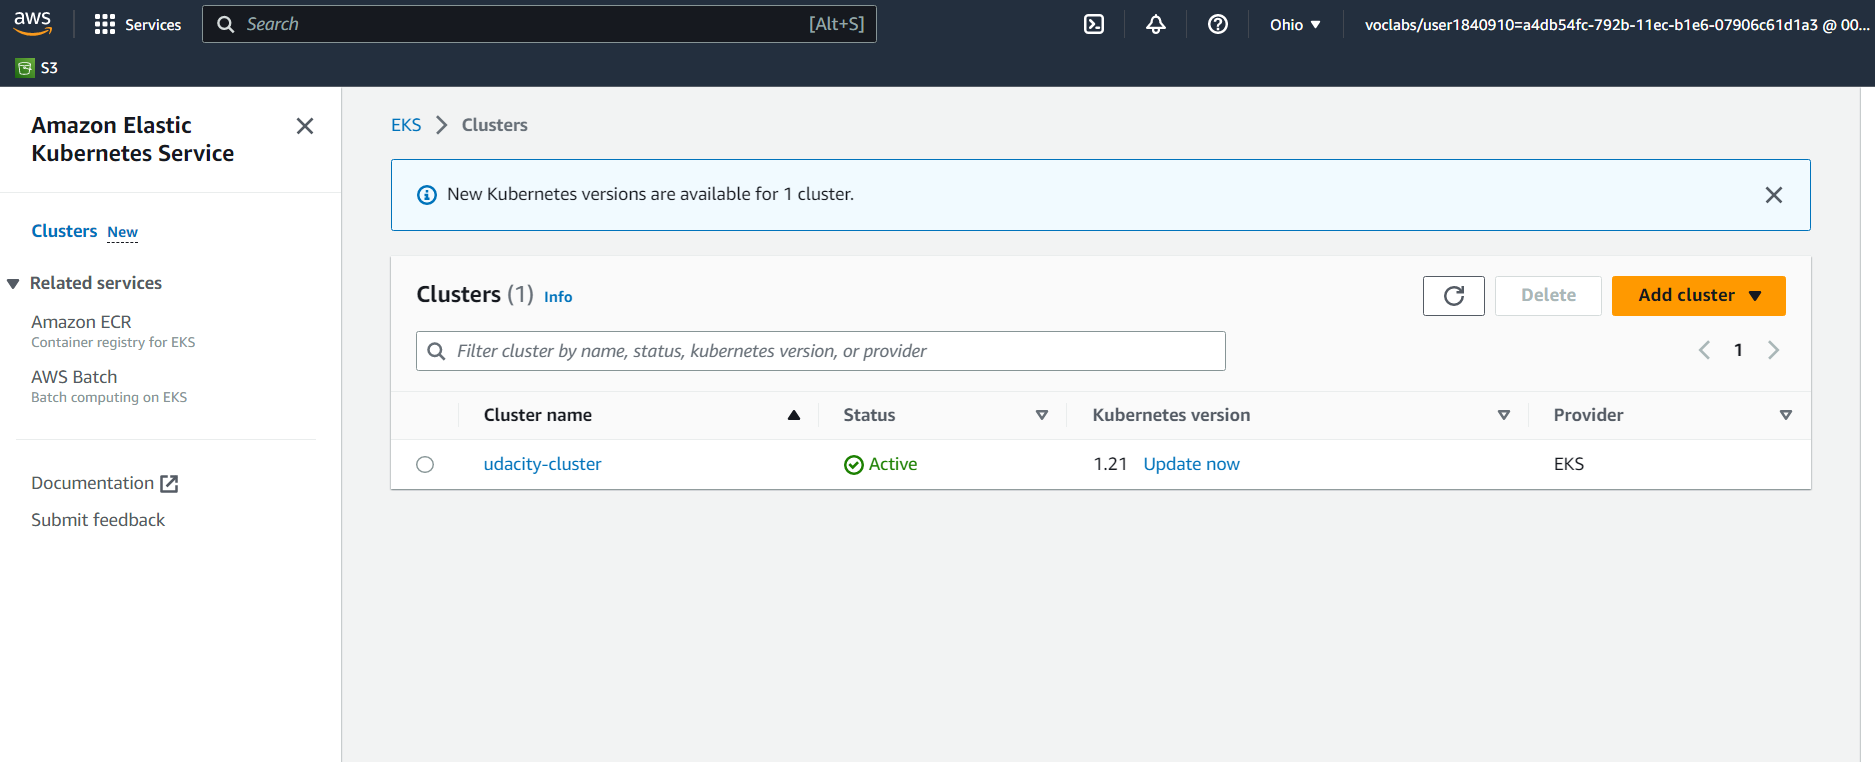 aws Services Search [Alt+S] Ohio voclabs/user1840910=a4db54fc-792b-11ec-b1e6-07906c61d1a3 @ 00...
S3
Amazon Elastic
Kubernetes Service
Clusters New
Related services
Amazon ECR
Container registry for EKS
AWS Batch
Batch computing on EKS
Documentation
Submit feedback
EKS Clusters
New Kubernetes versions are available for 1 cluster.
Clusters (1) Info Delete Add cluster
Filter cluster by name, status, kubernetes version, or provider 1
Cluster name Status Kubernetes version Provider
udacity-cluster Active 1.21 Update now EKS